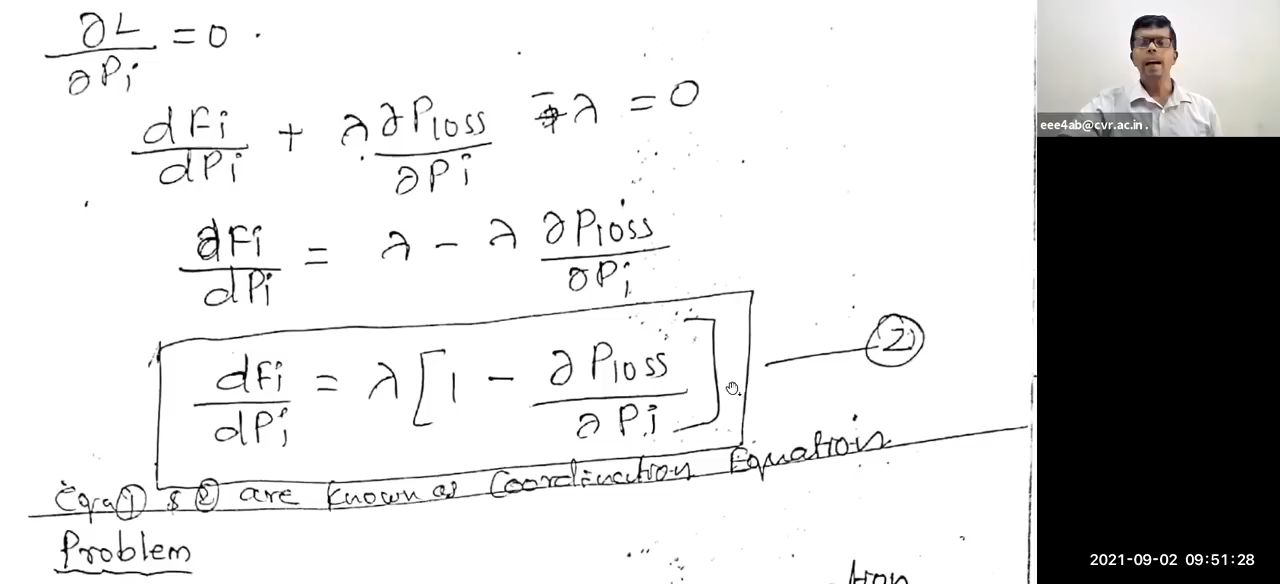 ∂L/∂Pi = 0 .
dFi/dPi + λ ∂Ploss/∂Pi - λ = 0
dFi/dPi = λ - λ ∂Ploss/∂Pi
dFi/dPi = λ [ 1 - ∂Ploss/∂Pi ] — ②
Eqn ① & ② are known as Coordination Equations
Problem
tion
eee4ab@cvr.ac.in .
2021-09-02 09:51:28